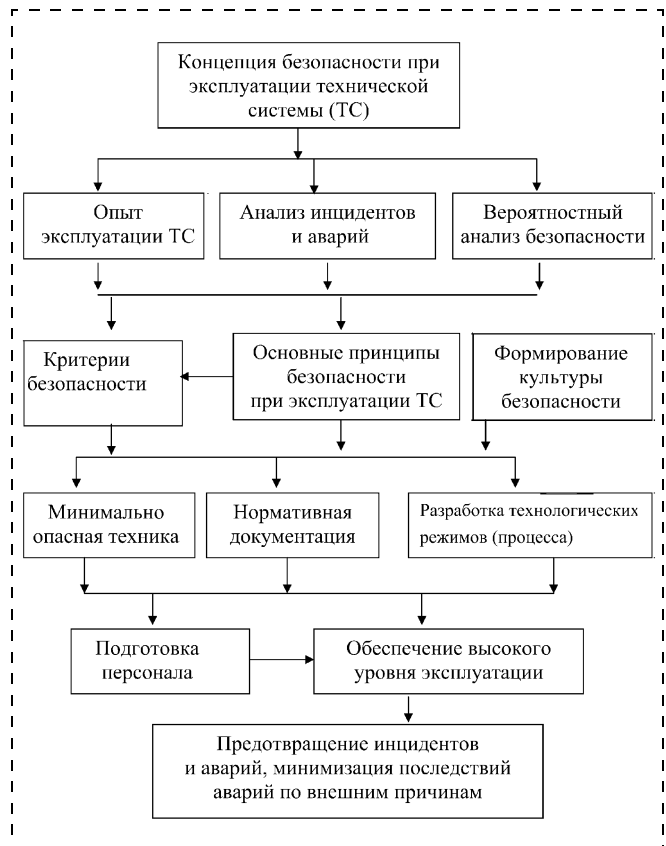 Концепция безопасности при
эксплуатации технической
системы (ТС)
Опыт
эксплуатации ТС
Анализ инцидентов
и аварий
Вероятностный
анализ безопасности
Критерии
безопасности
Основные принципы
безопасности
при эксплуатации ТС
Формирование
культуры
безопасности
Минимально
опасная техника
Нормативная
документация
Разработка технологических
режимов (процесса)
Подготовка
персонала
Обеспечение высокого
уровня эксплуатации
Предотвращение инцидентов
и аварий, минимизация последствий
аварий по внешним причинам